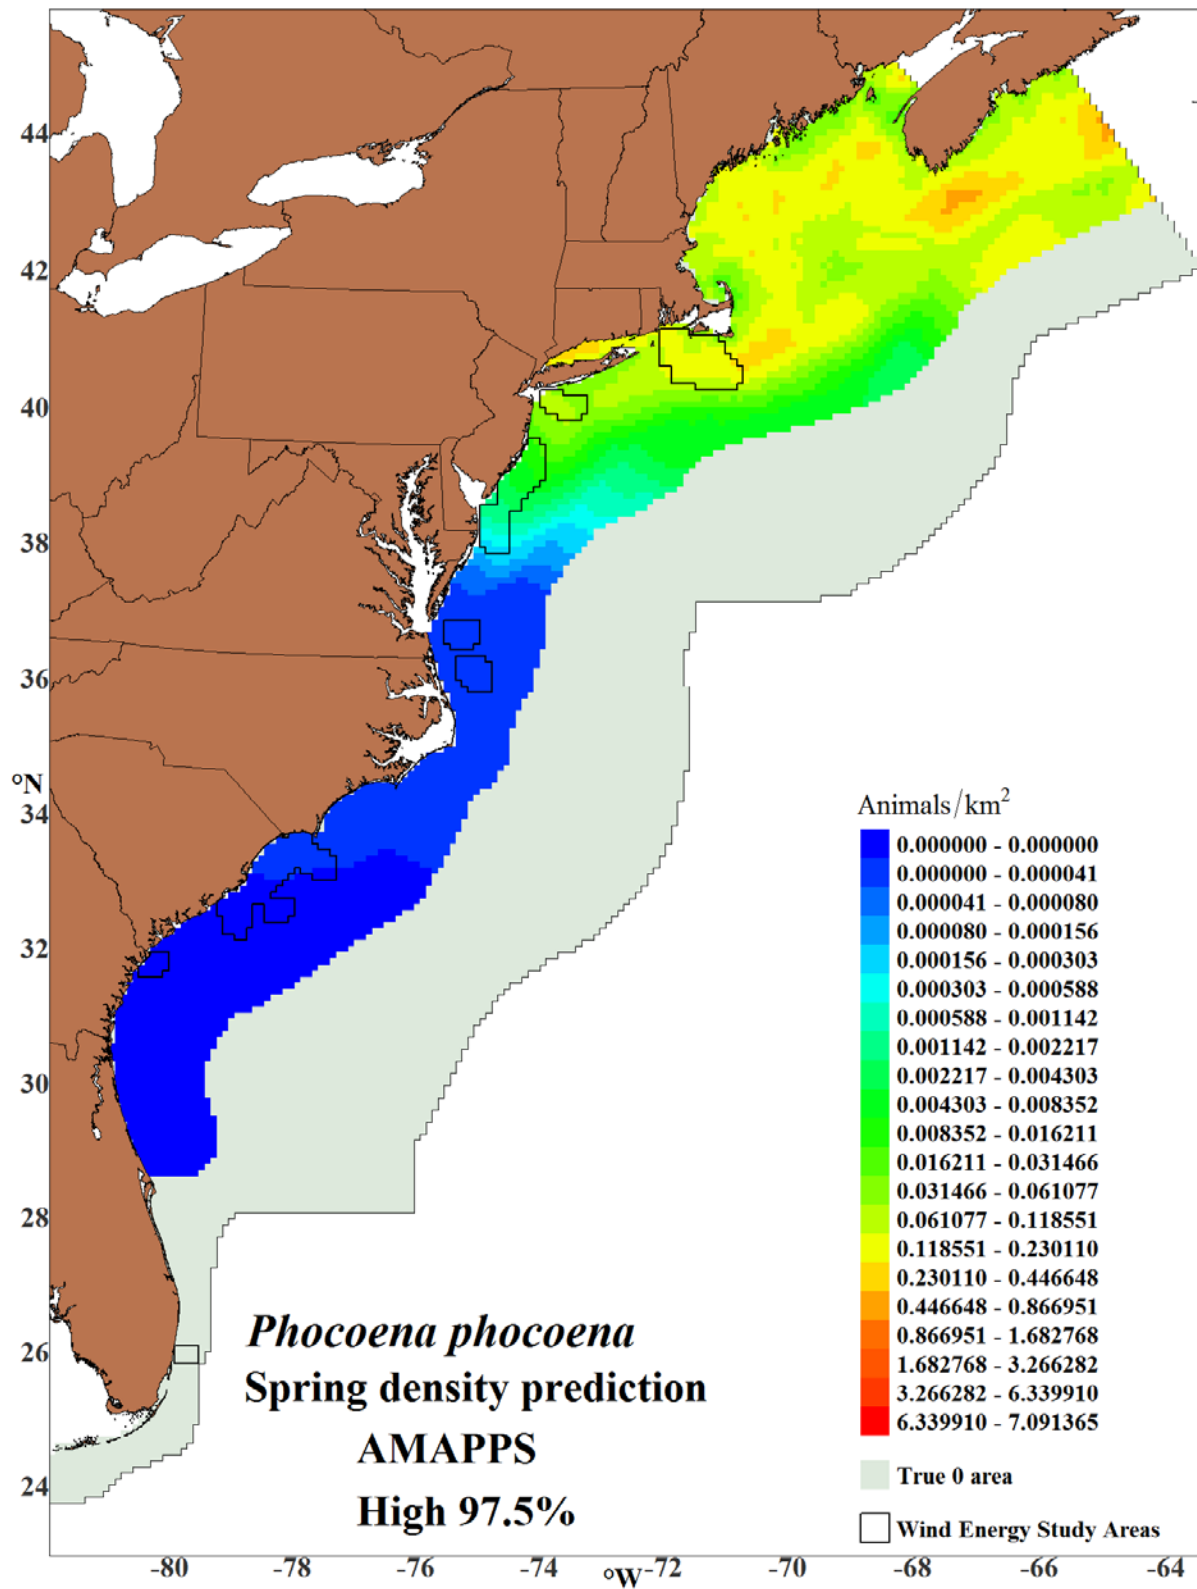 44
42
40
38
36
°N
34
32
30
28
26
24
-80
-78
-76
-74
°W
-72
-70
-68
-66
-64
Animals/km²
0.000000 - 0.000000
0.000000 - 0.000041
0.000041 - 0.000080
0.000080 - 0.000156
0.000156 - 0.000303
0.000303 - 0.000588
0.000588 - 0.001142
0.001142 - 0.002217
0.002217 - 0.004303
0.004303 - 0.008352
0.008352 - 0.016211
0.016211 - 0.031466
0.031466 - 0.061077
0.061077 - 0.118551
0.118551 - 0.230110
0.230110 - 0.446648
0.446648 - 0.866951
0.866951 - 1.682768
1.682768 - 3.266282
3.266282 - 6.339910
6.339910 - 7.091365
True 0 area
Wind Energy Study Areas
Phocoena phocoena
Spring density prediction
AMAPPS
High 97.5%